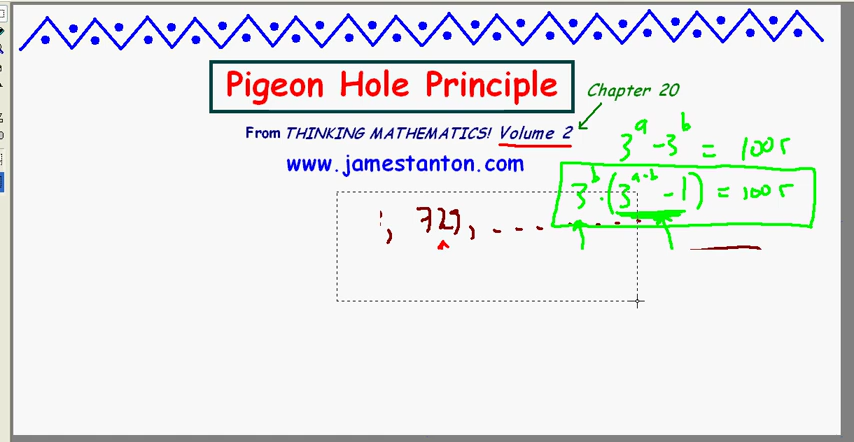 Pigeon Hole Principle
Chapter 20
From THINKING MATHEMATICS! Volume 2
www.jamestanton.com
3^a - 3^b = 100r
3^b · (3^(a-b) - 1) = 100r
, 729, ........